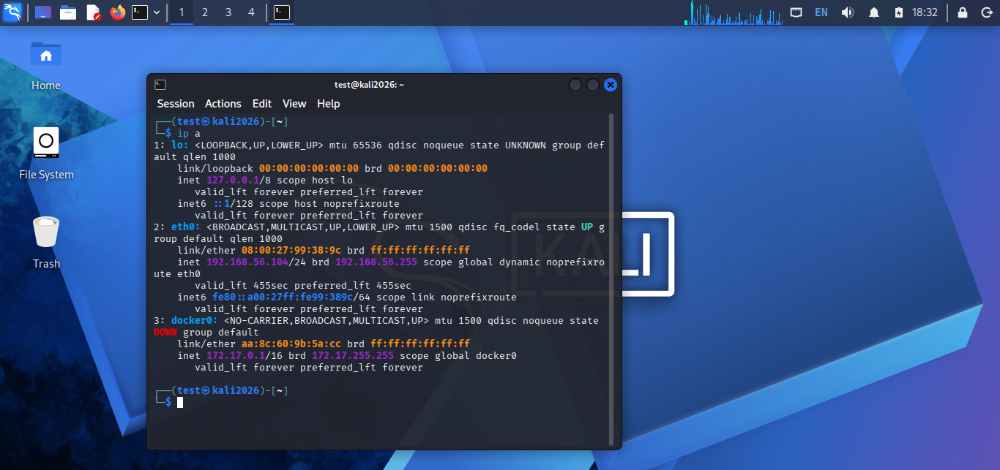 1 2 3 4 EN 18:32
Home
File System
Trash
test@kali2026: ~
Session Actions Edit View Help
┌──(test㉿kali2026)-[~]
└─$ ip a
1: lo: <LOOPBACK,UP,LOWER_UP> mtu 65536 qdisc noqueue state UNKNOWN group def
ault qlen 1000
    link/loopback 00:00:00:00:00:00 brd 00:00:00:00:00:00
    inet 127.0.0.1/8 scope host lo
       valid_lft forever preferred_lft forever
    inet6 ::1/128 scope host noprefixroute
       valid_lft forever preferred_lft forever
2: eth0: <BROADCAST,MULTICAST,UP,LOWER_UP> mtu 1500 qdisc fq_codel state UP g
roup default qlen 1000
    link/ether 08:00:27:99:38:9c brd ff:ff:ff:ff:ff:ff
    inet 192.168.56.104/24 brd 192.168.56.255 scope global dynamic noprefixro
ute eth0
       valid_lft 455sec preferred_lft 455sec
    inet6 fe80::a00:27ff:fe99:389c/64 scope link noprefixroute
       valid_lft forever preferred_lft forever
3: docker0: <NO-CARRIER,BROADCAST,MULTICAST,UP> mtu 1500 qdisc noqueue state
DOWN group default
    link/ether aa:8c:60:9b:5a:cc brd ff:ff:ff:ff:ff:ff
    inet 172.17.0.1/16 brd 172.17.255.255 scope global docker0
       valid_lft forever preferred_lft forever
┌──(test㉿kali2026)-[~]
└─$
KALI